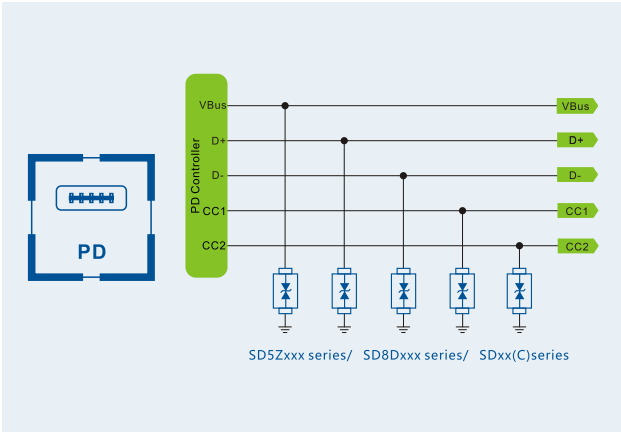 PD
PD Controller
VBus
D+
D-
CC1
CC2
VBus
D+
D-
CC1
CC2
SD5Zxxx series/ SD8Dxxx series/ SDxx(C)series